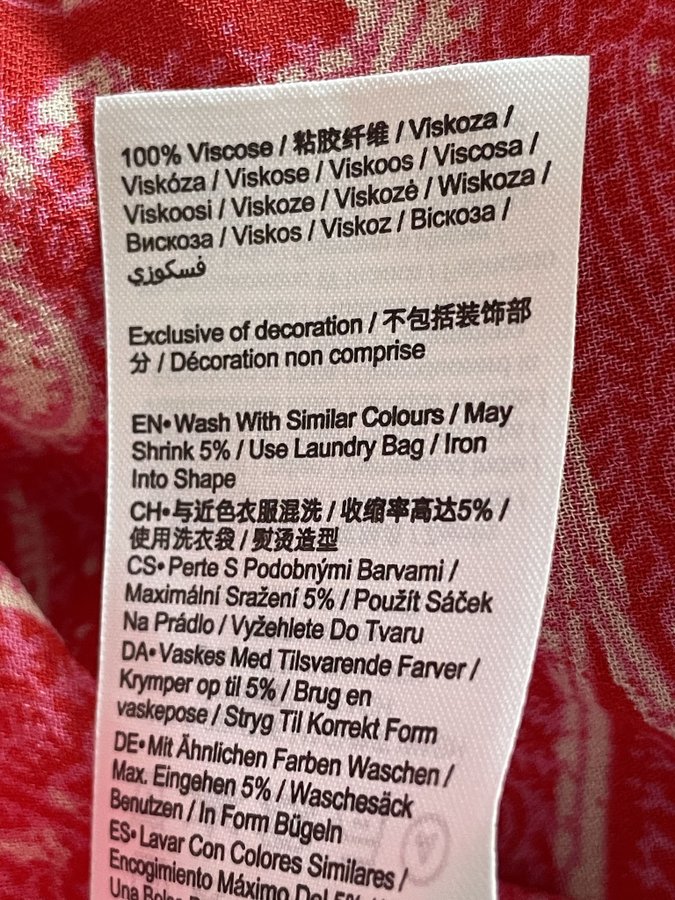 100% Viscose / 粘胶纤维 / Viskoza /
Viskóza / Viskose / Viskoos / Viscosa /
Viskoosi / Viskoze / Viskozė / Wiskoza /
Вискоза / Viskos / Viskoz / Віскоза /
فسكوزي
Exclusive of decoration / 不包括装饰部
分 / Décoration non comprise
EN•Wash With Similar Colours / May
Shrink 5% / Use Laundry Bag / Iron
Into Shape
CH•与近色衣服混洗 / 收缩率高达5% /
使用洗衣袋 / 熨烫造型
CS•Perte S Podobnými Barvami /
Maximální Sražení 5% / Použít Sáček
Na Prádlo / Vyžehlete Do Tvaru
DA•Vaskes Med Tilsvarende Farver /
Krymper op til 5% / Brug en
vaskepose / Stryg Til Korrekt Form
DE•Mit Ähnlichen Farben Waschen /
Max. Eingehen 5% / Waschesäck
Benutzen / In Form Bügeln
ES•Lavar Con Colores Similares /
Encogimiento Máximo Del 5% /
Una Bolsa